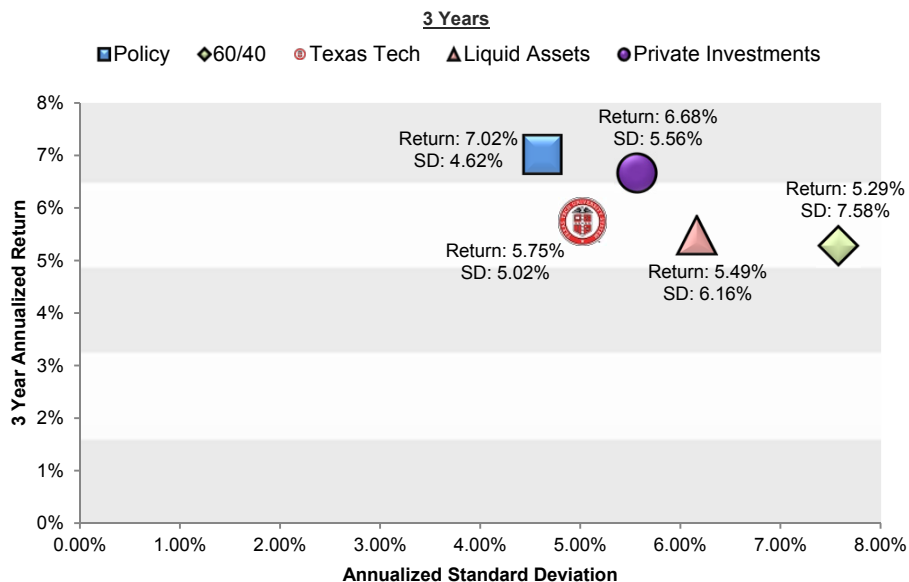 3 Years
Policy 60/40 Texas Tech Liquid Assets Private Investments
8%
7%
6%
5%
4%
3%
2%
1%
0%
3 Year Annualized Return
Return: 7.02%
SD: 4.62%
Return: 6.68%
SD: 5.56%
Return: 5.29%
SD: 7.58%
Return: 5.75%
SD: 5.02%
Return: 5.49%
SD: 6.16%
0.00% 1.00% 2.00% 3.00% 4.00% 5.00% 6.00% 7.00% 8.00%
Annualized Standard Deviation